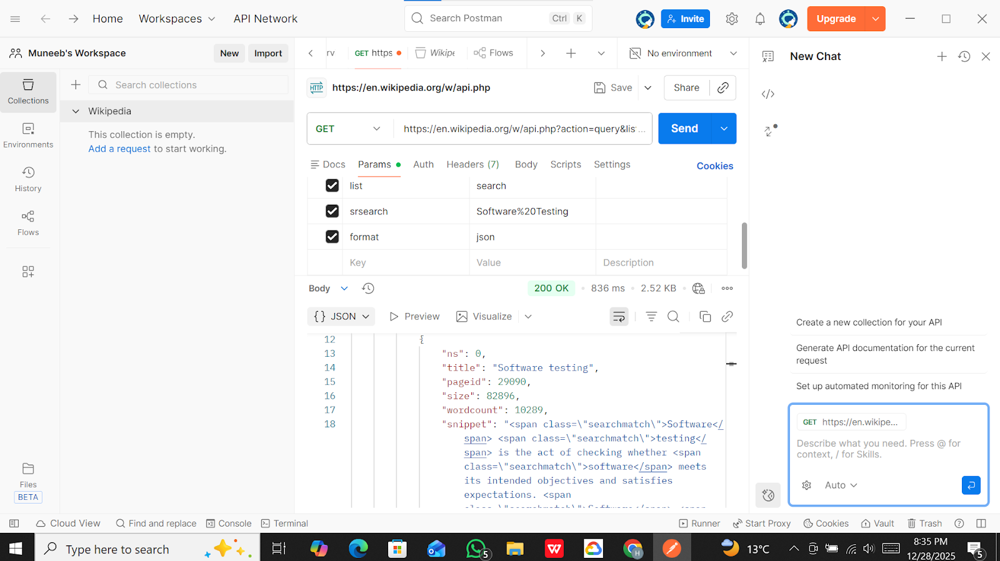 Home Workspaces API Network Search Postman Ctrl K Invite Upgrade
Muneeb's Workspace New Import rv GET https Wikipe Flows No environment New Chat
Collections
Search collections
HTTP https://en.wikipedia.org/w/api.php Save Share
Wikipedia
This collection is empty.
Add a request to start working.
Environments
History
Flows
Files
BETA
GET https://en.wikipedia.org/w/api.php?action=query&lis... Send
Docs Params Auth Headers (7) Body Scripts Settings Cookies
list search
srsearch Software%20Testing
format json
Key Value Description
Body 200 OK 836 ms 2.52 KB
{} JSON Preview Visualize
12 {
13 "ns": 0,
14 "title": "Software testing",
15 "pageid": 29090,
16 "size": 82896,
17 "wordcount": 10289,
18 "snippet": "<span class=\"searchmatch\">Software</
span> <span class=\"searchmatch\">testing</
span> is the act of checking whether <span
class=\"searchmatch\">software</span> meets
its intended objectives and satisfies
expectations. <span
class=\"searchmatch\">Software</span> <span
Create a new collection for your API
Generate API documentation for the current
request
Set up automated monitoring for this API
GET https://en.wikipe...
Describe what you need. Press @ for
context, / for Skills.
Auto
Cloud View Find and replace Console Terminal Runner Start Proxy Cookies Vault Trash
Type here to search 5 W H 13°C 8:35 PM
12/28/2025 5